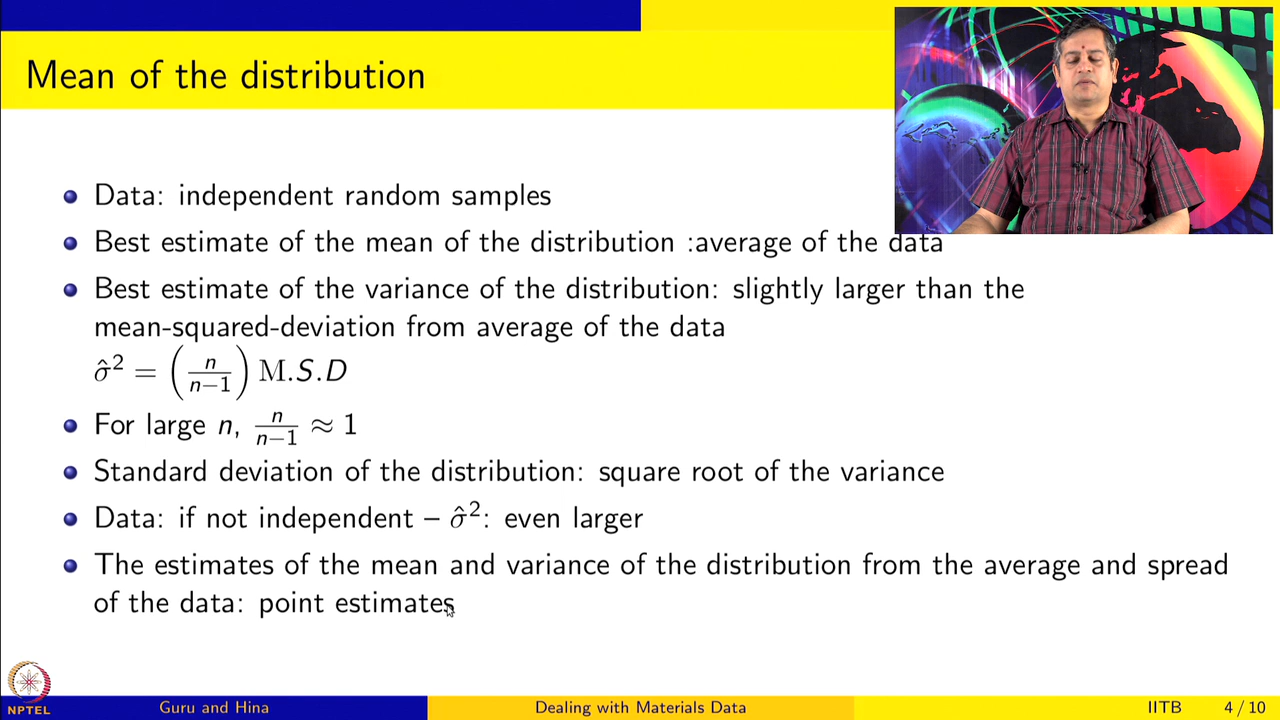 Mean of the distribution
Data: independent random samples
Best estimate of the mean of the distribution :average of the data
Best estimate of the variance of the distribution: slightly larger than the
mean-squared-deviation from average of the data
σ̂² = (n/(n−1)) M.S.D
For large n, n/(n−1) ≈ 1
Standard deviation of the distribution: square root of the variance
Data: if not independent – σ̂²: even larger
The estimates of the mean and variance of the distribution from the average and spread
of the data: point estimates
NPTEL
Guru and Hina
Dealing with Materials Data
IITB
4 / 10